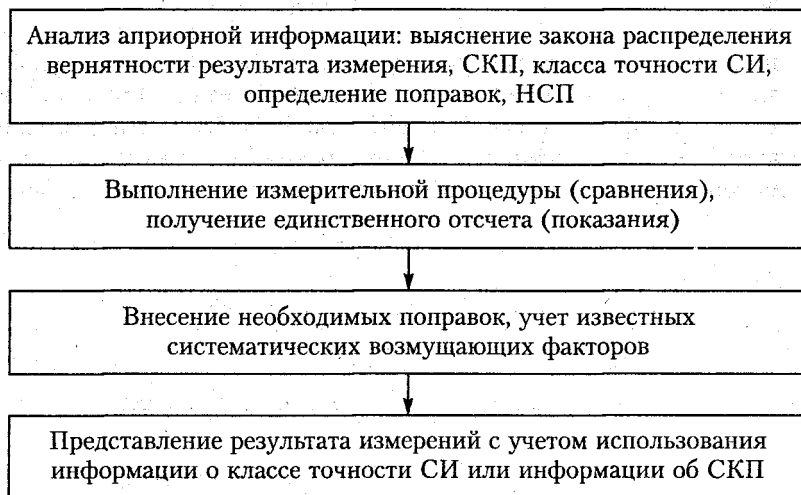 Анализ априорной информации: выяснение закона распределения
вернятности результата измерения, СКП, класса точности СИ,
определение поправок, НСП
Выполнение измерительной процедуры (сравнения),
получение единственного отсчета (показания)
Внесение необходимых поправок, учет известных
систематических возмущающих факторов
Представление результата измерений с учетом использования
информации о классе точности СИ или информации об СКП